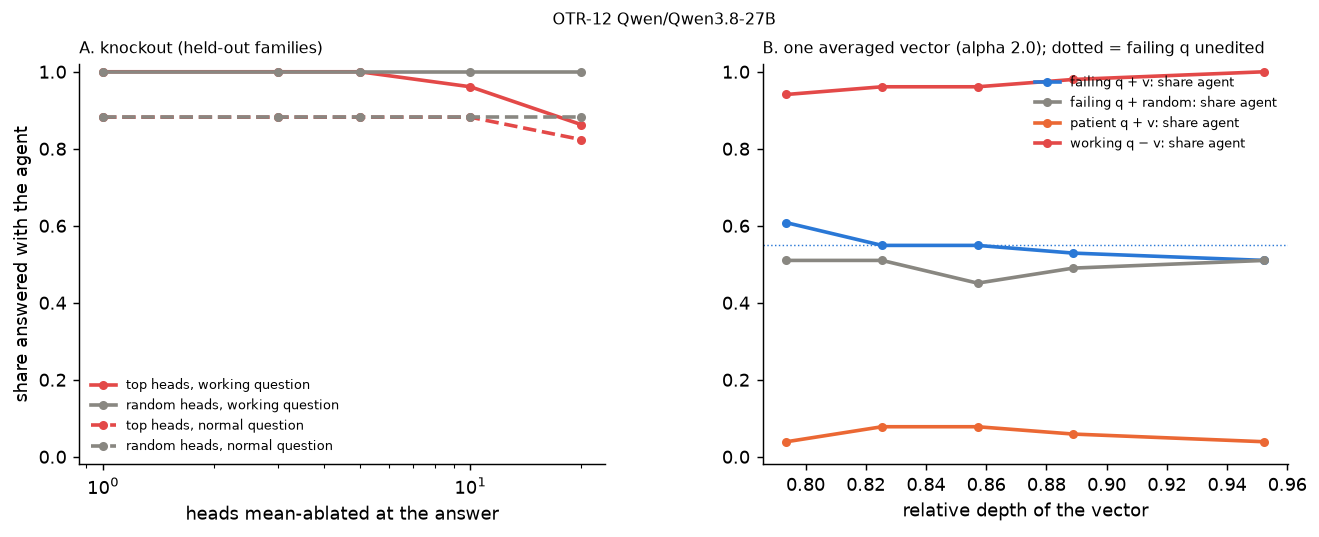 OTR-12 Qwen/Qwen3.8-27B
A. knockout (held-out families)
share answered with the agent
1.0
0.8
0.6
0.4
0.2
0.0
top heads, working question
random heads, working question
top heads, normal question
random heads, normal question
10⁰
10¹
heads mean-ablated at the answer
B. one averaged vector (alpha 2.0); dotted = failing q unedited
1.0
0.8
0.6
0.4
0.2
0.0
failing q + v: share agent
failing q + random: share agent
patient q + v: share agent
working q − v: share agent
0.80 0.82 0.84 0.86 0.88 0.90 0.92 0.94 0.96
relative depth of the vector